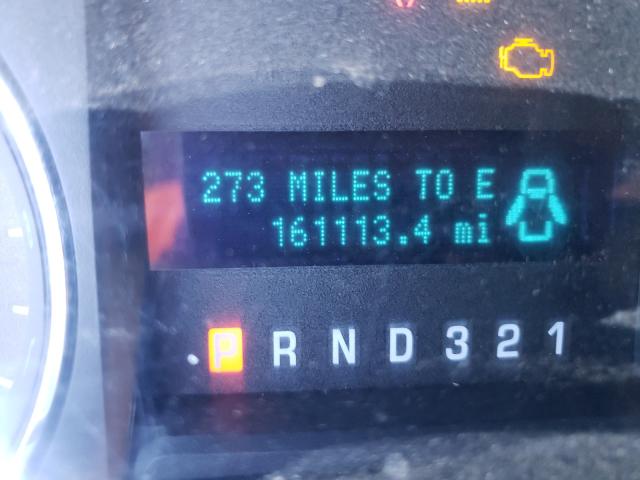 273 MILES TO E
161113.4 mi
P R N D 3 2 1